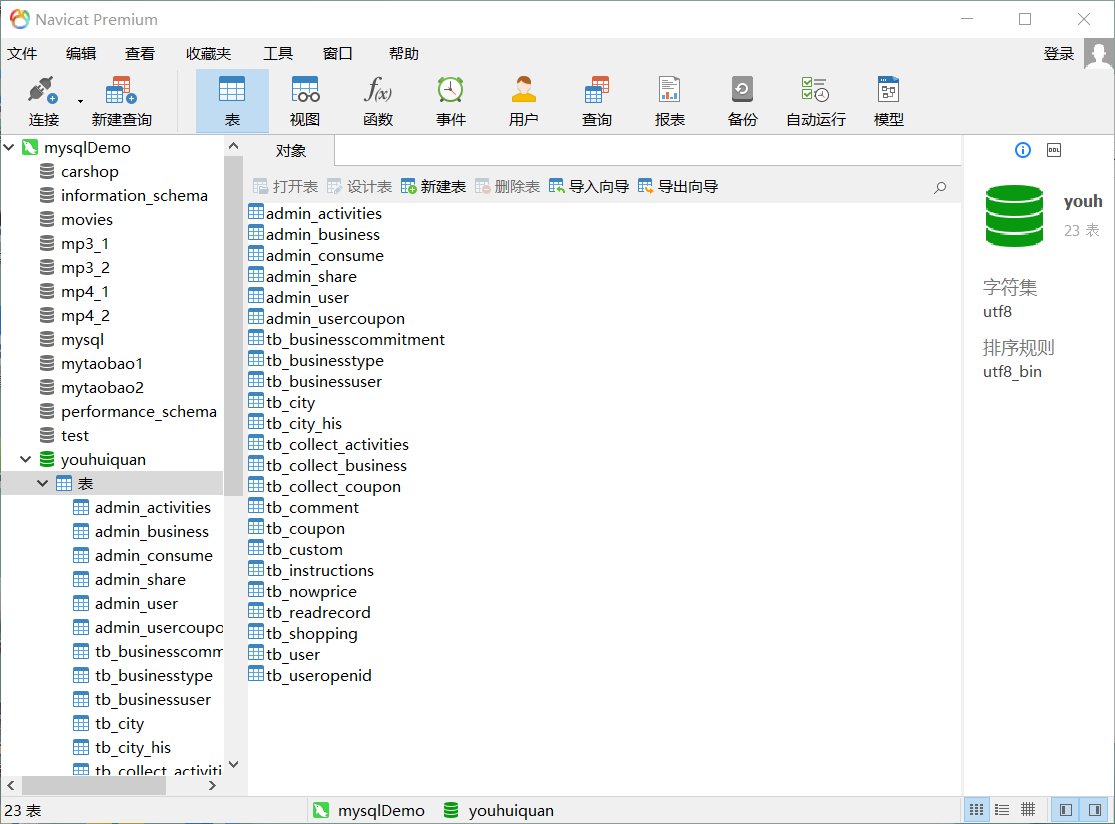 Navicat Premium
文件 编辑 查看 收藏夹 工具 窗口 帮助 登录
f(x)
连接 新建查询 表 视图 函数 事件 用户 查询 报表 备份 自动运行 模型
mysqlDemo
carshop
information_schema
movies
mp3_1
mp3_2
mp4_1
mp4_2
mysql
mytaobao1
mytaobao2
performance_schema
test
youhuiquan
表
admin_activities
admin_business
admin_consume
admin_share
admin_user
admin_usercoupo
tb_businesscomm
tb_businesstype
tb_businessuser
tb_city
tb_city_his
tb_collect_activiti
对象
打开表 设计表 新建表 删除表 导入向导 导出向导
admin_activities
admin_business
admin_consume
admin_share
admin_user
admin_usercoupon
tb_businesscommitment
tb_businesstype
tb_businessuser
tb_city
tb_city_his
tb_collect_activities
tb_collect_business
tb_collect_coupon
tb_comment
tb_coupon
tb_custom
tb_instructions
tb_nowprice
tb_readrecord
tb_shopping
tb_user
tb_useropenid
DDL
youh
23 表
字符集
utf8
排序规则
utf8_bin
23 表 mysqlDemo youhuiquan